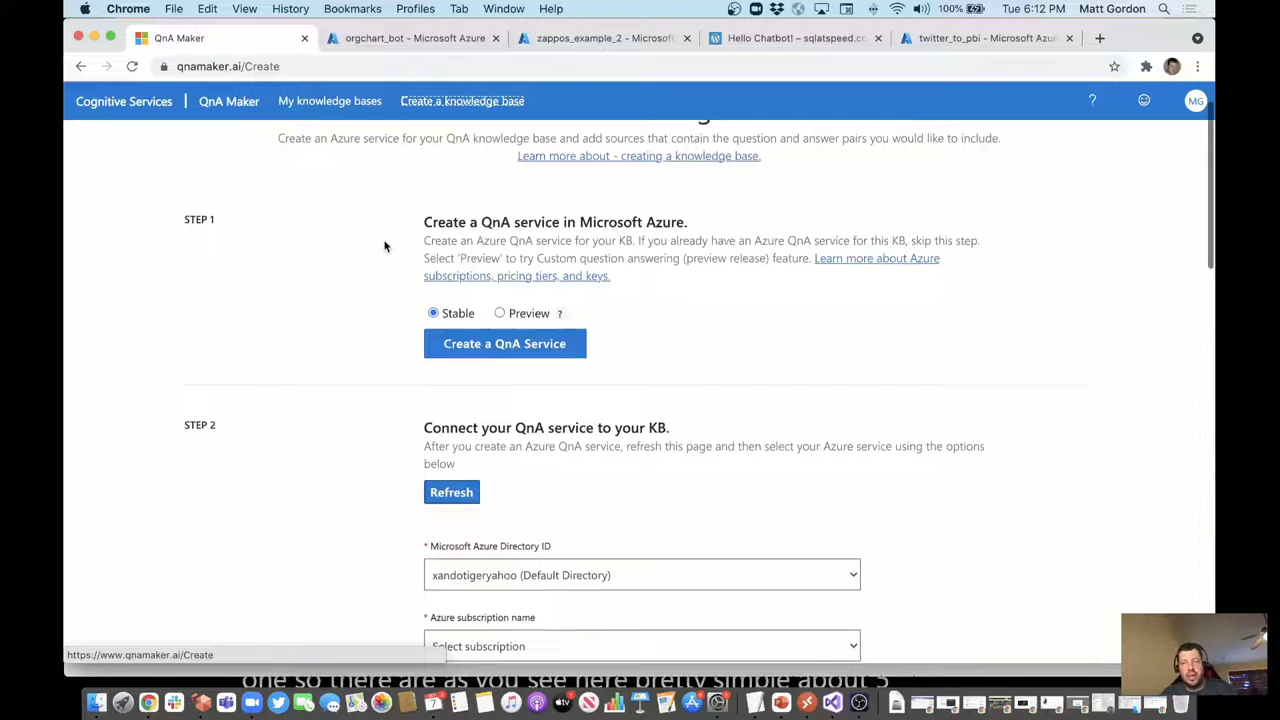 Chrome File Edit View History Bookmarks Profiles Tab Window Help 100% Tue 6:12 PM Matt Gordon
QnA Maker orgchart_bot - Microsoft Azure zappos_example_2 - Microsoft Hello Chatbot! – sqlatspeed.co twitter_to_pbi - Microsoft Azure
qnamaker.ai/Create
Cognitive Services QnA Maker My knowledge bases Create a knowledge base ? MG
Create an Azure service for your QnA knowledge base and add sources that contain the question and answer pairs you would like to include.
Learn more about - creating a knowledge base.
STEP 1
Create a QnA service in Microsoft Azure.
Create an Azure QnA service for your KB. If you already have an Azure QnA service for this KB, skip this step.
Select 'Preview' to try Custom question answering (preview release) feature. Learn more about Azure
subscriptions, pricing tiers, and keys.
Stable Preview ?
Create a QnA Service
STEP 2
Connect your QnA service to your KB.
After you create an Azure QnA service, refresh this page and then select your Azure service using the options
below
Refresh
* Microsoft Azure Directory ID
xandotigeryahoo (Default Directory)
* Azure subscription name
Select subscription
https://www.qnamaker.ai/Create
one so there are as you see here pretty simple about 5